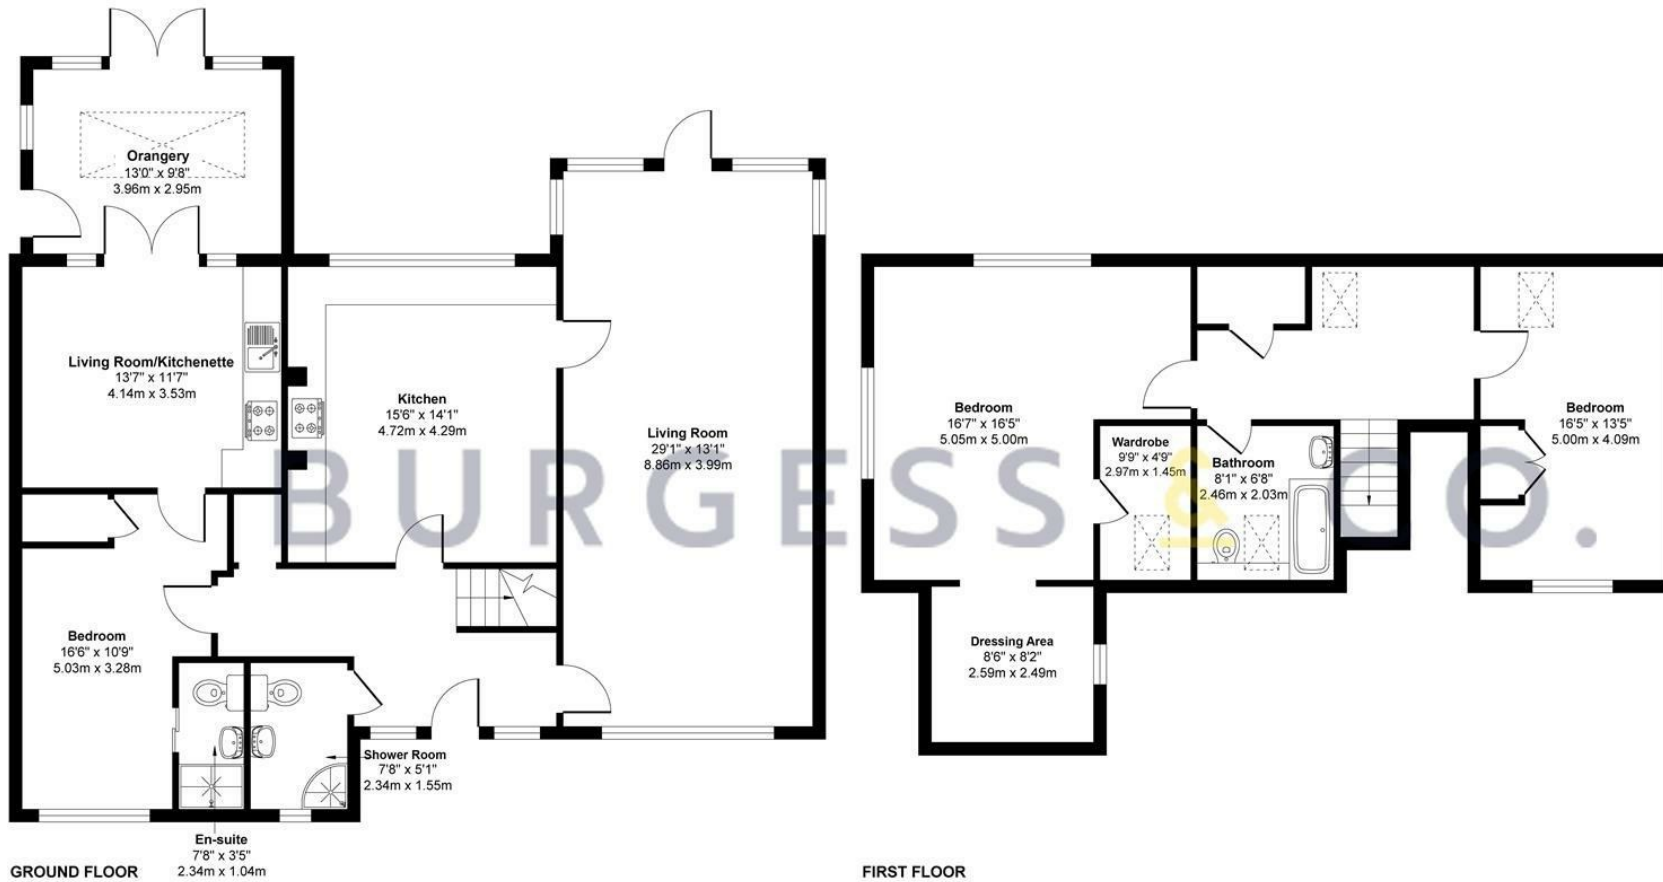 Orangery
13'0" x 9'8"
3.96m x 2.95m
Living Room/Kitchenette
13'7" x 11'7"
4.14m x 3.53m
Kitchen
15'6" x 14'1"
4.72m x 4.29m
Living Room
29'1" x 13'1"
8.86m x 3.99m
Bedroom
16'6" x 10'9"
5.03m x 3.28m
Shower Room
7'8" x 5'1"
2.34m x 1.55m
En-suite
7'8" x 3'5"
2.34m x 1.04m
GROUND FLOOR
Bedroom
16'7" x 16'5"
5.05m x 5.00m
Wardrobe
9'9" x 4'9"
2.97m x 1.45m
Bathroom
8'1" x 6'8"
2.46m x 2.03m
Bedroom
16'5" x 13'5"
5.00m x 4.09m
Dressing Area
8'6" x 8'2"
2.59m x 2.49m
FIRST FLOOR
BURGESS & CO.